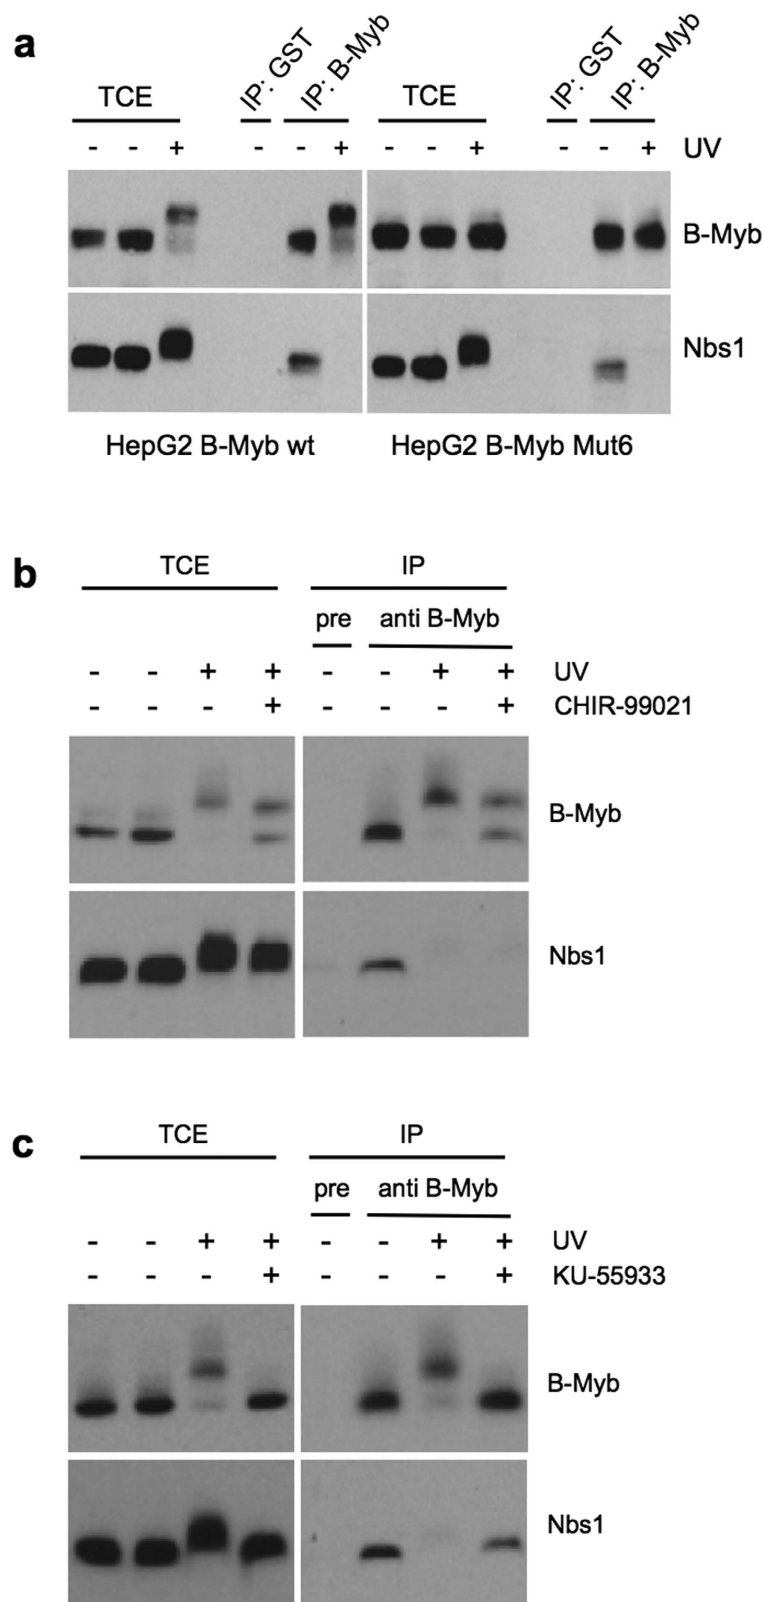 a
IP: GST
IP: B-Myb
IP: GST
IP: B-Myb
TCE
TCE
- - + - - + - - + - - + UV
B-Myb
Nbs1
HepG2 B-Myb wt HepG2 B-Myb Mut6
b
TCE IP
pre anti B-Myb
- - + + - - + + UV
- - - + - - - + CHIR-99021
B-Myb
Nbs1
c
TCE IP
pre anti B-Myb
- - + + - - + + UV
- - - + - - - + KU-55933
B-Myb
Nbs1